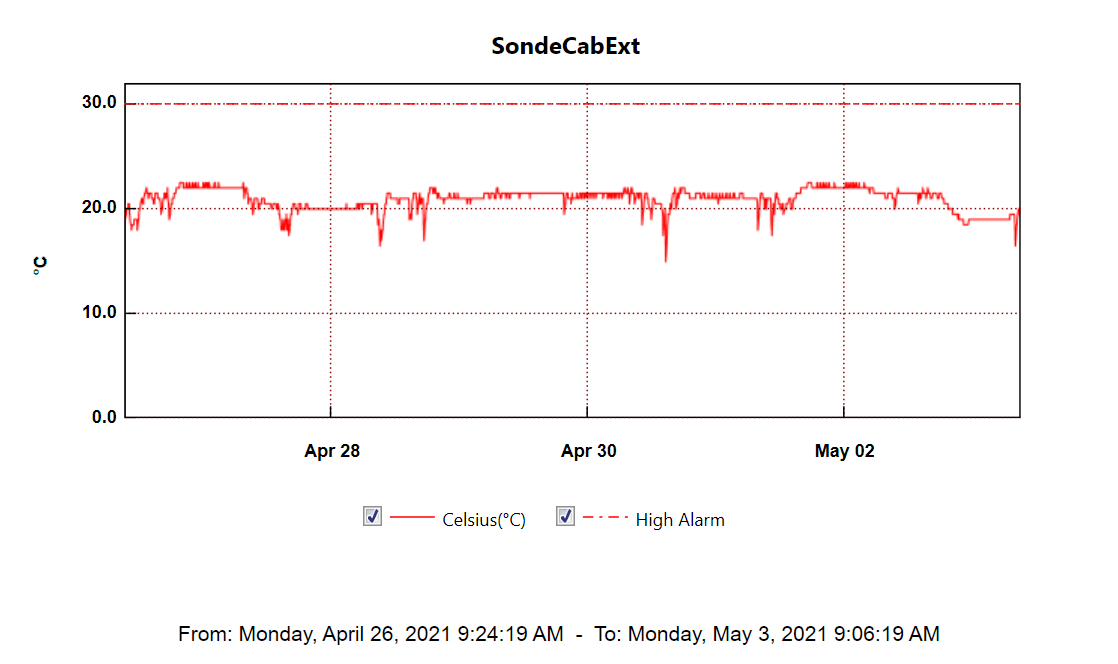 SondeCabExt
30.0
20.0
10.0
0.0
°C
Apr 28 Apr 30 May 02
Celsius(°C) High Alarm
From: Monday, April 26, 2021 9:24:19 AM - To: Monday, May 3, 2021 9:06:19 AM